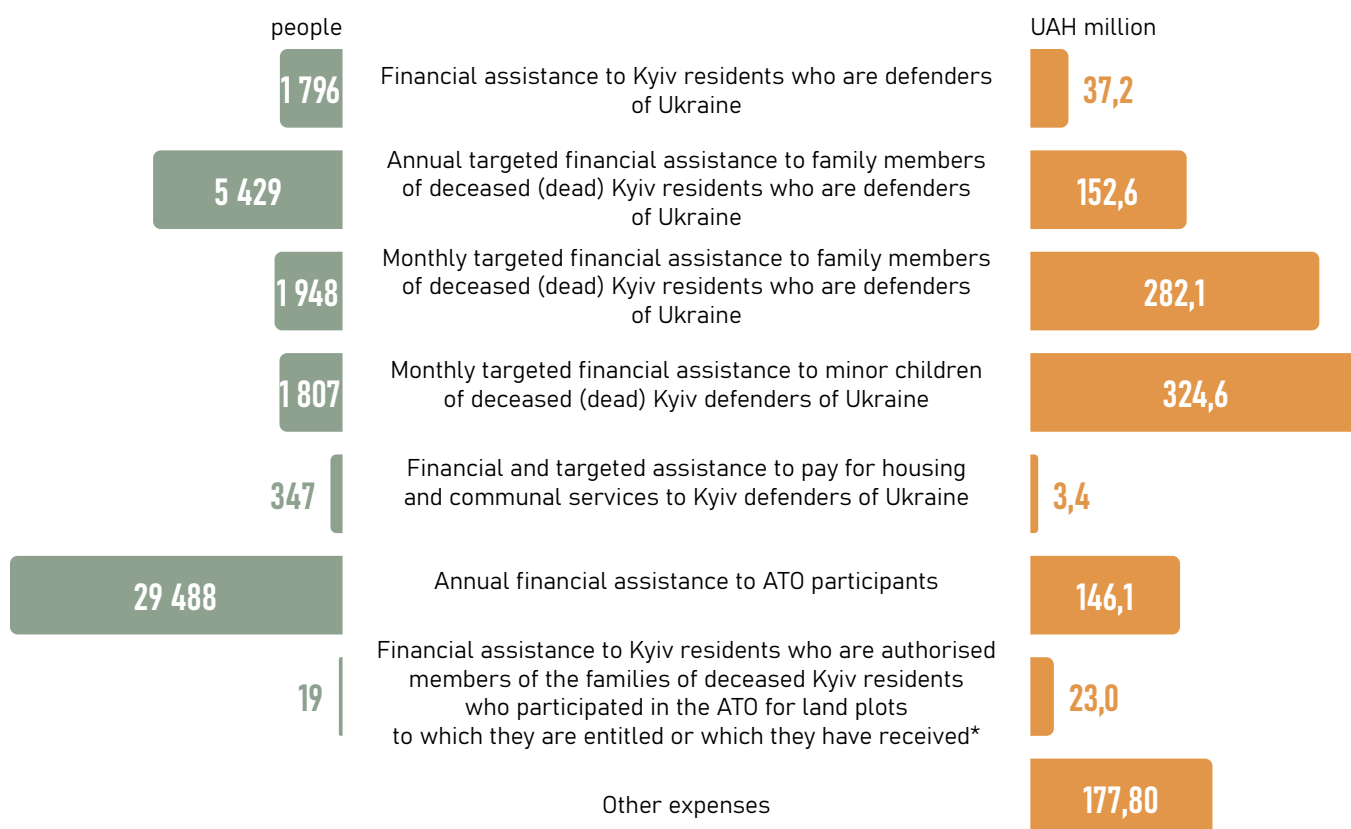 people
UAH million
1 796
Financial assistance to Kyiv residents who are defenders
of Ukraine
37,2
5 429
Annual targeted financial assistance to family members
of deceased (dead) Kyiv residents who are defenders
of Ukraine
152,6
1 948
Monthly targeted financial assistance to family members
of deceased (dead) Kyiv residents who are defenders
of Ukraine
282,1
1 807
Monthly targeted financial assistance to minor children
of deceased (dead) Kyiv defenders of Ukraine
324,6
347
Financial and targeted assistance to pay for housing
and communal services to Kyiv defenders of Ukraine
3,4
29 488
Annual financial assistance to ATO participants
146,1
19
Financial assistance to Kyiv residents who are authorised
members of the families of deceased Kyiv residents
who participated in the ATO for land plots
to which they are entitled or which they have received*
23,0
Other expenses
177,80